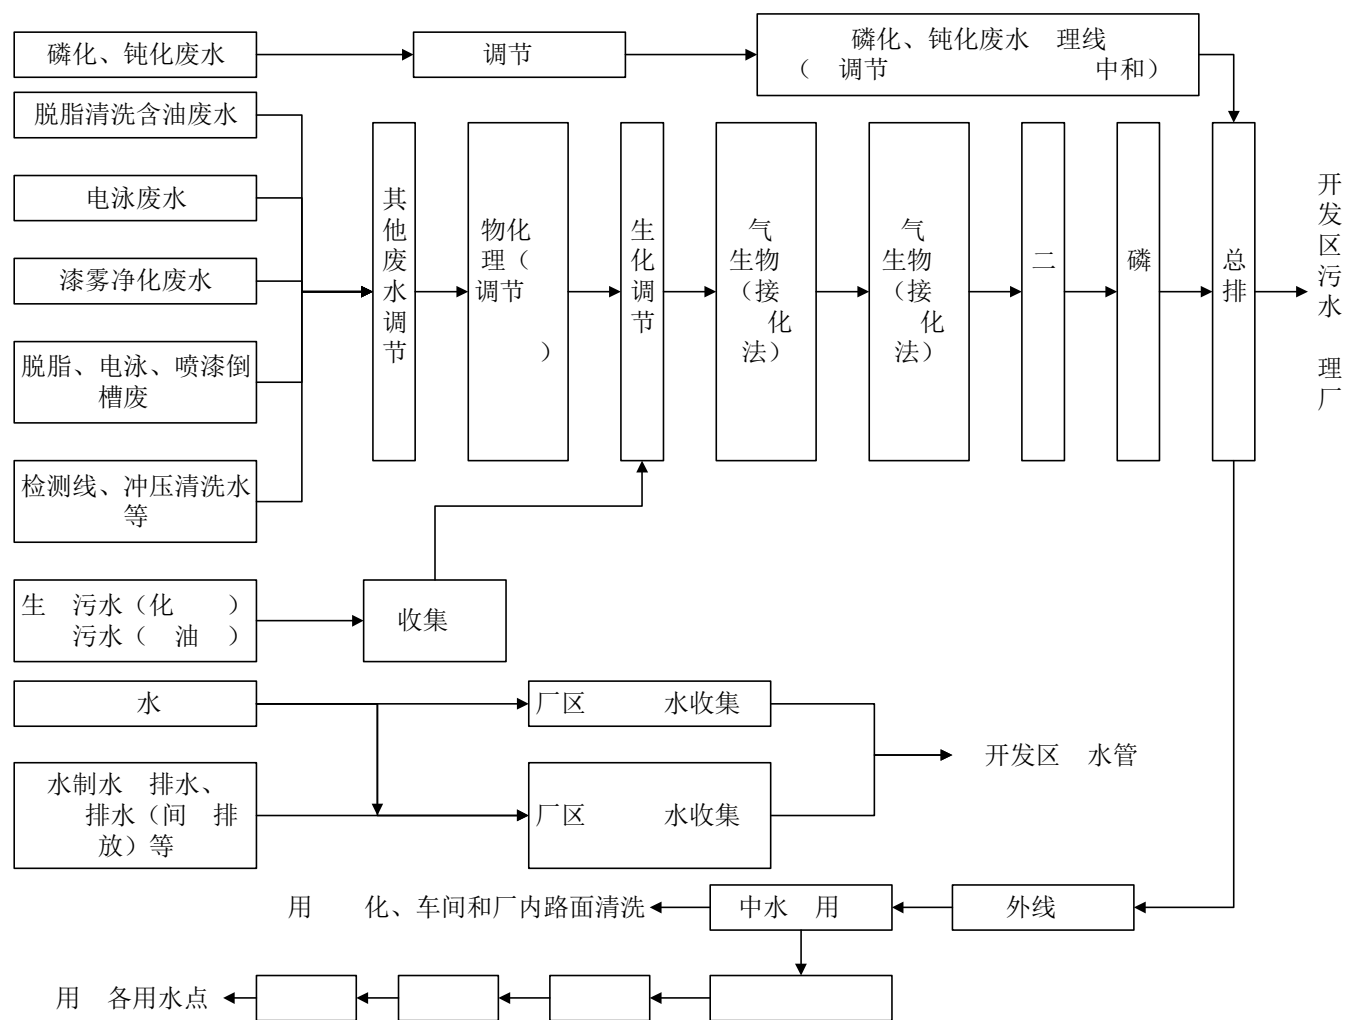 磷化、钝化废水
调节
磷化、钝化废水 理线
（ 调节 中和）
脱脂清洗含油废水
电泳废水
漆雾净化废水
脱脂、电泳、喷漆倒
槽废
检测线、冲压清洗水
等
其
他
废
水
调
节
物化
理（
调节
）
生
化
调
节
气
生物
（接
化
法）
气
生物
（接
化
法）
二
磷
总
排
开
发
区
污
水
理
厂
生 污水（化 ）
污水（ 油 ）
收集
水
厂区 水收集
水制水 排水、
排水（间 排
放）等
厂区 水收集
开发区 水管
用 化、车间和厂内路面清洗
中水 用
外线
用 各用水点